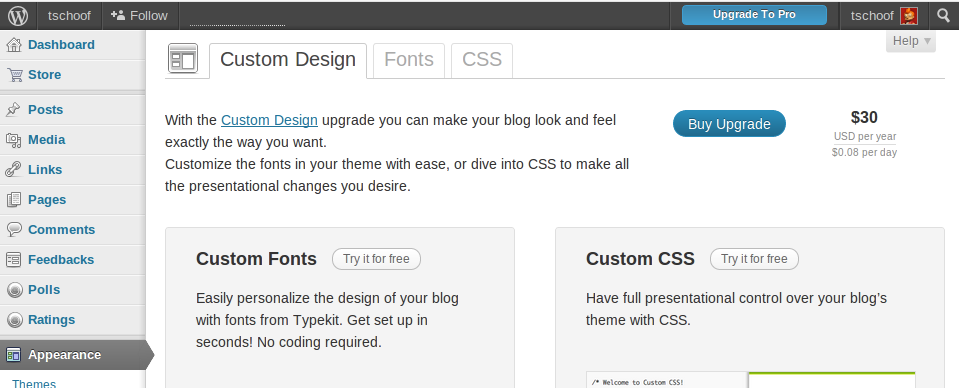 tschoof Follow Upgrade To Pro tschoof
Help
Dashboard
Store
Posts
Media
Links
Pages
Comments
Feedbacks
Polls
Ratings
Appearance
Themes
Custom Design Fonts CSS
With the Custom Design upgrade you can make your blog look and feel
exactly the way you want.
Customize the fonts in your theme with ease, or dive into CSS to make all
the presentational changes you desire.
Buy Upgrade
$30
USD per year
$0.08 per day
Custom Fonts Try it for free
Easily personalize the design of your blog
with fonts from Typekit. Get set up in
seconds! No coding required.
Custom CSS Try it for free
Have full presentational control over your blog’s
theme with CSS.
/* Welcome to Custom CSS!